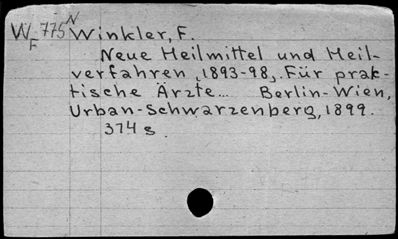 W 775 N Winkler, F.
F
Neue Heilmittel und Heil-
verfahren, 1893-98, Für prak-
tische Ärzte... Berlin-Wien,
Urban-Schwarzenberg, 1899.
374 s.